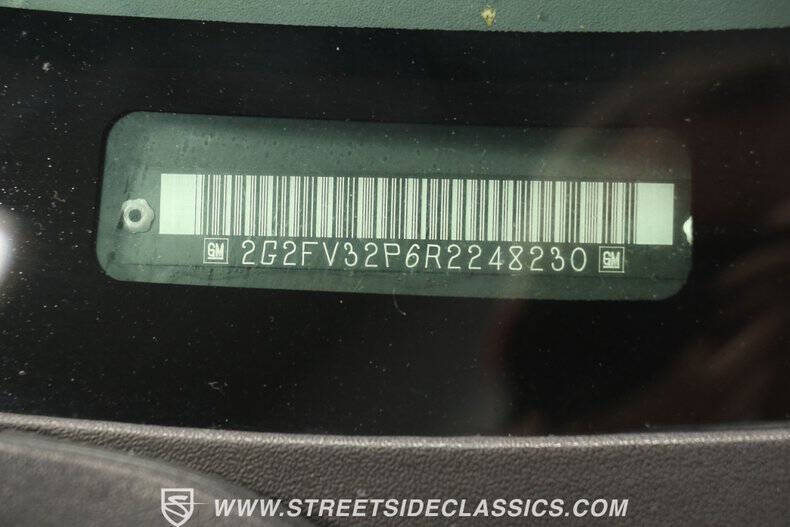 GM 2G2FV32P6R2248230 GM
WWW.STREETSIDECLASSICS.COM